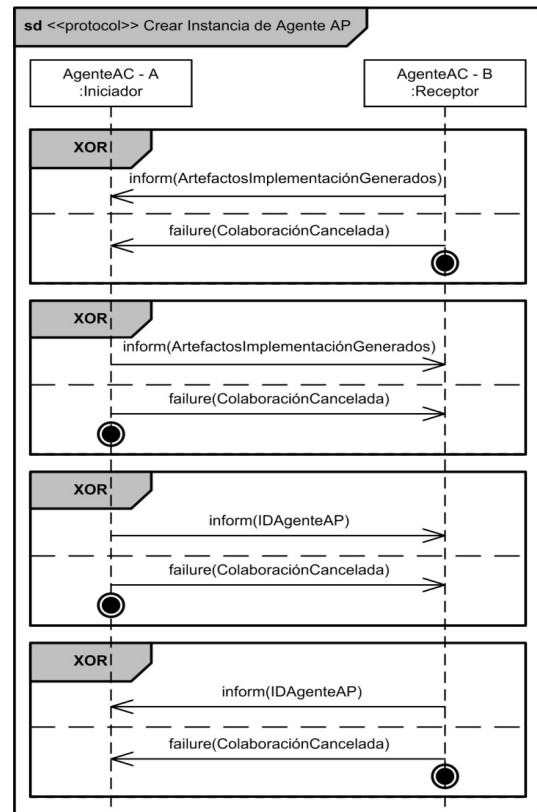 sd <<protocol>> Crear Instancia de Agente AP
AgenteAC - A
:Iniciador
AgenteAC - B
:Receptor
XOR
inform(ArtefactosImplementaciónGenerados)
failure(ColaboraciónCancelada)
XOR
inform(ArtefactosImplementaciónGenerados)
failure(ColaboraciónCancelada)
XOR
inform(IDAgenteAP)
failure(ColaboraciónCancelada)
XOR
inform(IDAgenteAP)
failure(ColaboraciónCancelada)